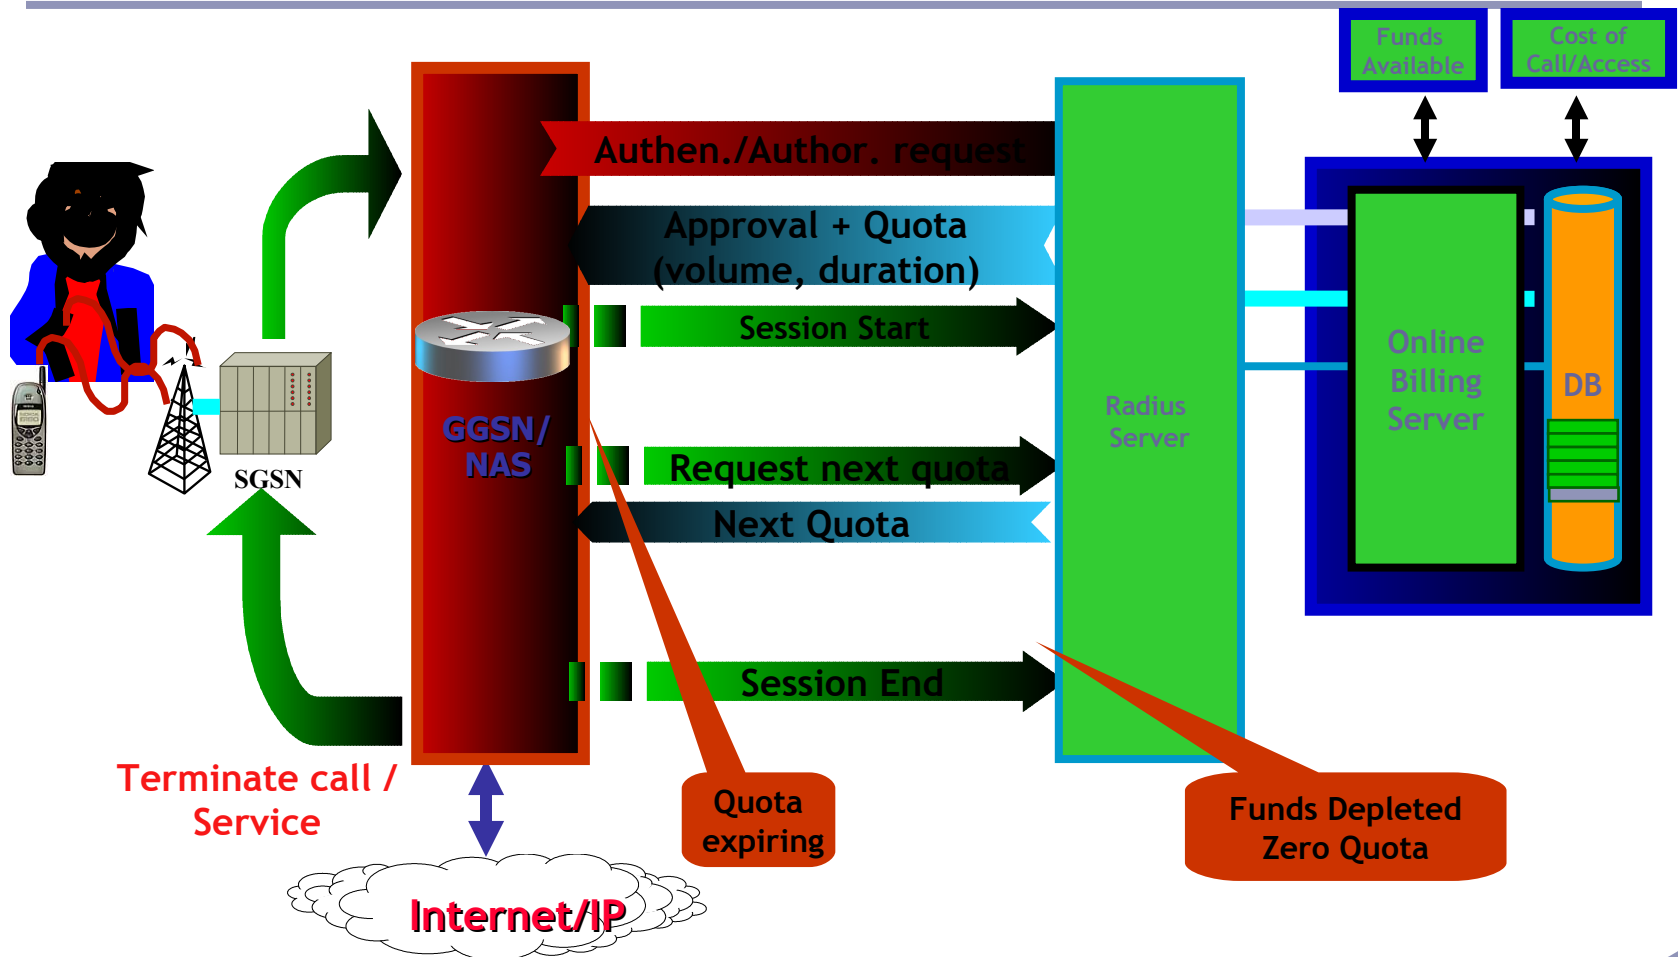 Funds
Available
Cost of
Call/Access
Authen./Author. request
Approval + Quota
(volume, duration)
Session Start
Online
Billing
Server
DB
Radius
Server
GGSN/
NAS
SGSN
Request next quota
Next Quota
Session End
Terminate call /
Service
Quota
expiring
Funds Depleted
Zero Quota
Internet/IP